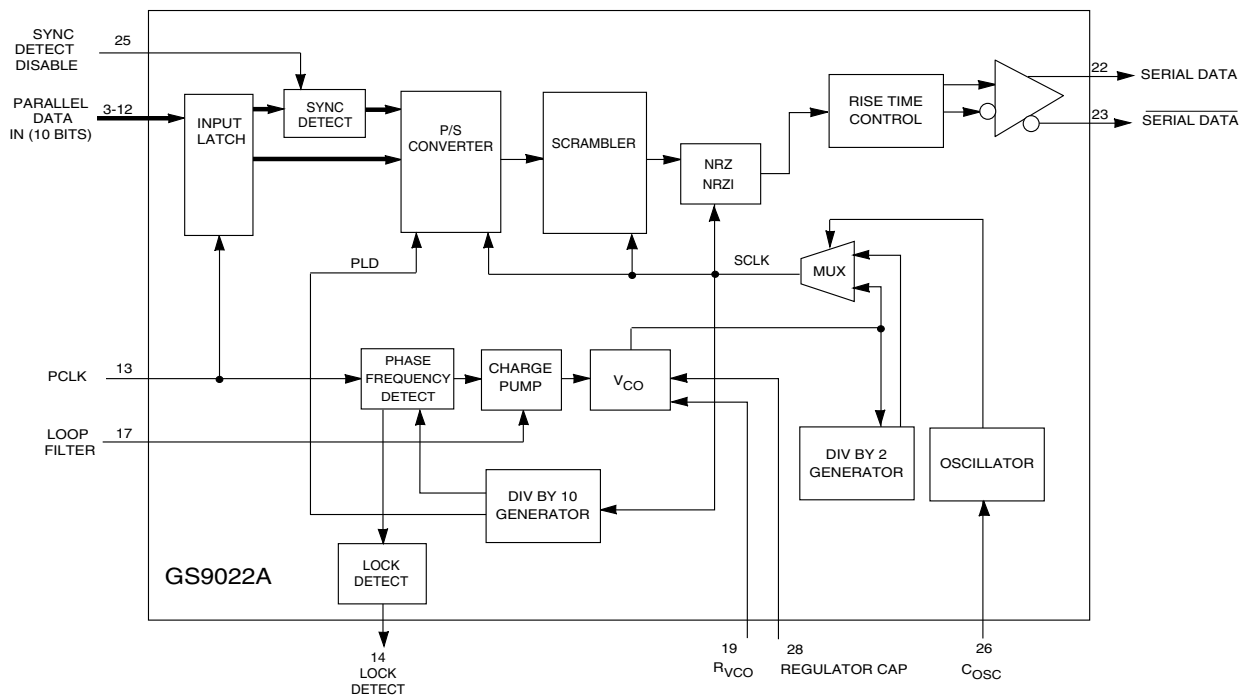 SYNC
DETECT
DISABLE
25
PARALLEL
DATA
IN (10 BITS)
3-12
INPUT
LATCH
SYNC
DETECT
P/S
CONVERTER
SCRAMBLER
NRZ
NRZI
RISE TIME
CONTROL
22
SERIAL DATA
23
SERIAL DATA
PLD
SCLK
MUX
PCLK
13
PHASE
FREQUENCY
DETECT
CHARGE
PUMP
VCO
LOOP
FILTER
17
DIV BY 10
GENERATOR
DIV BY 2
GENERATOR
OSCILLATOR
GS9022A
LOCK
DETECT
14
LOCK
DETECT
19
RVCO
28
REGULATOR CAP
26
COSC